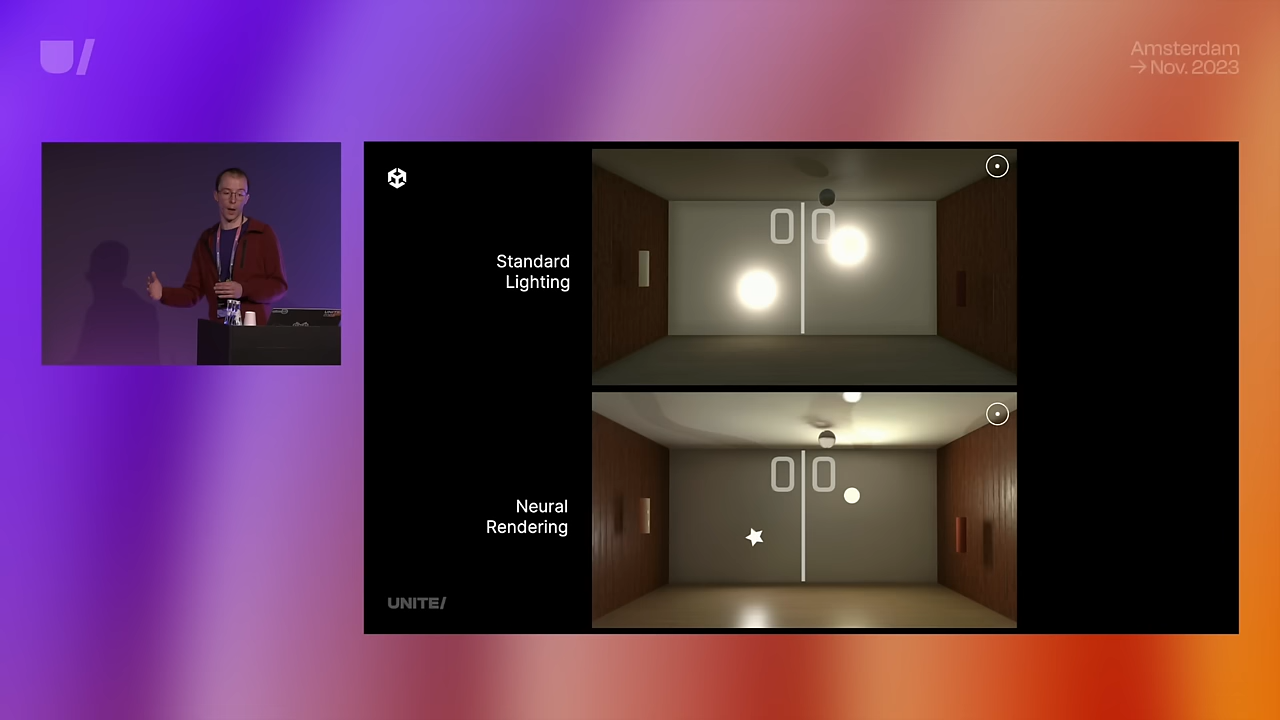 Amsterdam
→ Nov. 2023
Standard
Lighting
0 0
Neural
Rendering
0 0
UNITE/